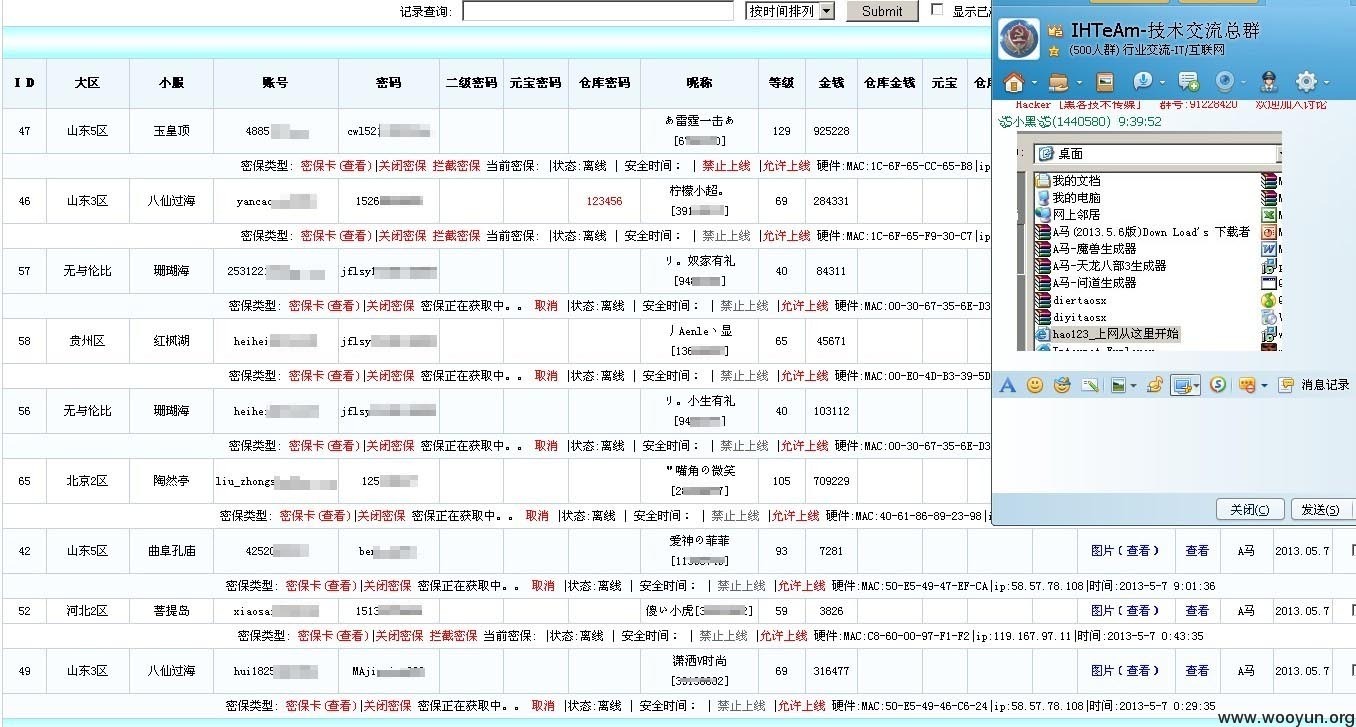 记录查询: 按时间排列 Submit 显示已
I D 大区 小服 账号 密码 二级密码 元宝密码 仓库密码 昵称 等级 金钱 仓库金钱 元宝
47 山东5区 玉皇顶 4885 cwl52 ぁ雷霆一击ぁ 129 925228
密保类型: 密保卡(查看)|关闭密保 拦截密保 当前密保: |状态:离线 | 安全时间: | 禁止上线 |允许上线 硬件:MAC:1C-6F-65-CC-65-B8|ip
46 山东3区 八仙过海 yancao 1526 123456 柠檬小超。 69 284331
[391
密保类型: 密保卡(查看)|关闭密保 拦截密保 当前密保: |状态:离线 | 安全时间: | 禁止上线 |允许上线 硬件:MAC:1C-6F-65-F9-30-C7|ip
57 无与伦比 珊瑚海 253122 jflsy 刂。奴家有礼 40 84311
[94
密保类型: 密保卡(查看)|关闭密保 密保正在获取中。。 取消 |状态:离线 | 安全时间: | 禁止上线 |允许上线 硬件:MAC:00-30-67-35-6E-D3
58 贵州区 红枫湖 heihei jflsy 丿Aenle丶显 65 45671
[136
密保类型: 密保卡(查看)|关闭密保 密保正在获取中。。 取消 |状态:离线 | 安全时间: | 禁止上线 |允许上线 硬件:MAC:00-E0-4D-B3-39-5D
56 无与伦比 珊瑚海 heihe jflsy 刂。小生有礼 40 103112
[94
密保类型: 密保卡(查看)|关闭密保 密保正在获取中。。 取消 |状态:离线 | 安全时间: | 禁止上线 |允许上线 硬件:MAC:00-30-67-35-6E-D3
65 北京2区 陶然亭 liu_zhongs 125 "嘴角の微笑 105 709229
密保类型: 密保卡(查看)|关闭密保 密保正在获取中。。 取消 |状态:离线 | 安全时间: | 禁止上线 |允许上线 硬件:MAC:40-61-86-89-23-98|i
42 山东5区 曲阜孔庙 42520 be 爱神の菲菲 93 7281 图片(查看) 查看 A马 2013.05.7
密保类型: 密保卡(查看)|关闭密保 密保正在获取中。。 取消 |状态:离线 | 安全时间: | 禁止上线 |允许上线 硬件:MAC:50-E5-49-47-EF-CA|ip:58.57.78.108|时间:2013-5-7 9:01:36
52 河北2区 菩提岛 xiaosa 1513 傻い小虎[3 59 3826 图片(查看) 查看 A马 2013.05.7
密保类型: 密保卡(查看)|关闭密保 拦截密保 当前密保: |状态:离线 | 安全时间: | 禁止上线 |允许上线 硬件:MAC:C8-60-00-97-F1-F2|ip:119.167.97.11|时间:2013-5-7 0:43:35
49 山东3区 八仙过海 hui1825 MAji 潇洒V时尚 69 316477 图片(查看) 查看 A马 2013.05.7
密保类型: 密保卡(查看)|关闭密保 密保正在获取中。。 取消 |状态:离线 | 安全时间: | 禁止上线 |允许上线 硬件:MAC:50-E5-49-46-C6-24|ip:58.57.78.108|时间:2013-5-7 0:29:35
IHTeAm-技术交流总群
(500人群)行业交流-IT/互联网
Hacker [黑客技术传媒] 群号:91228420 欢迎加入讨论
小黑(1440580) 9:39:52
桌面
我的文档
我的电脑
网上邻居
A马(2013.5.6版)Down Load's 下载者
A马-魔兽生成器
A马-天龙八部3生成器
A马-问道生成器
diertaosx
diyitaosx
hao123_上网从这里开始
Internet Explorer
消息记录
关闭(C) 发送(S)
www.wooyun.org